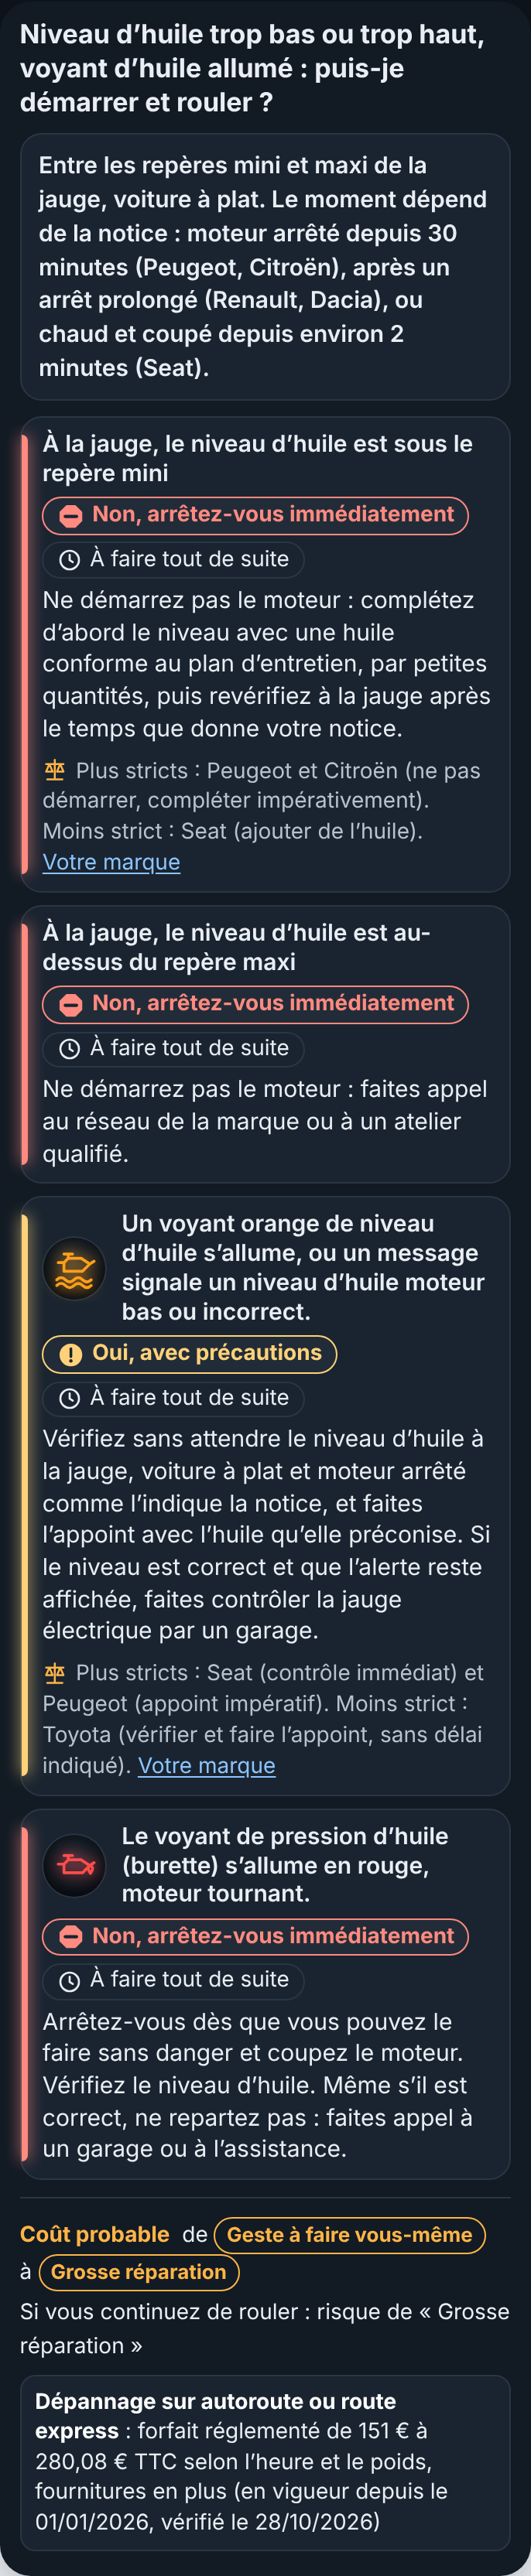 Niveau d’huile trop bas ou trop haut,
voyant d’huile allumé : puis-je
démarrer et rouler ?
Entre les repères mini et maxi de la
jauge, voiture à plat. Le moment dépend
de la notice : moteur arrêté depuis 30
minutes (Peugeot, Citroën), après un
arrêt prolongé (Renault, Dacia), ou
chaud et coupé depuis environ 2
minutes (Seat).
À la jauge, le niveau d’huile est sous le
repère mini
Non, arrêtez-vous immédiatement
À faire tout de suite
Ne démarrez pas le moteur : complétez
d’abord le niveau avec une huile
conforme au plan d’entretien, par petites
quantités, puis revérifiez à la jauge après
le temps que donne votre notice.
Plus stricts : Peugeot et Citroën (ne pas
démarrer, compléter impérativement).
Moins strict : Seat (ajouter de l’huile).
Votre marque
À la jauge, le niveau d’huile est au-
dessus du repère maxi
Non, arrêtez-vous immédiatement
À faire tout de suite
Ne démarrez pas le moteur : faites appel
au réseau de la marque ou à un atelier
qualifié.
Un voyant orange de niveau
d’huile s’allume, ou un message
signale un niveau d’huile moteur
bas ou incorrect.
Oui, avec précautions
À faire tout de suite
Vérifiez sans attendre le niveau d’huile à
la jauge, voiture à plat et moteur arrêté
comme l’indique la notice, et faites
l’appoint avec l’huile qu’elle préconise. Si
le niveau est correct et que l’alerte reste
affichée, faites contrôler la jauge
électrique par un garage.
Plus stricts : Seat (contrôle immédiat) et
Peugeot (appoint impératif). Moins strict :
Toyota (vérifier et faire l’appoint, sans délai
indiqué). Votre marque
Le voyant de pression d’huile
(burette) s’allume en rouge,
moteur tournant.
Non, arrêtez-vous immédiatement
À faire tout de suite
Arrêtez-vous dès que vous pouvez le
faire sans danger et coupez le moteur.
Vérifiez le niveau d’huile. Même s’il est
correct, ne repartez pas : faites appel à
un garage ou à l’assistance.
Coût probable de Geste à faire vous-même
à Grosse réparation
Si vous continuez de rouler : risque de « Grosse
réparation »
Dépannage sur autoroute ou route
express : forfait réglementé de 151 € à
280,08 € TTC selon l’heure et le poids,
fournitures en plus (en vigueur depuis le
01/01/2026, vérifié le 28/10/2026)